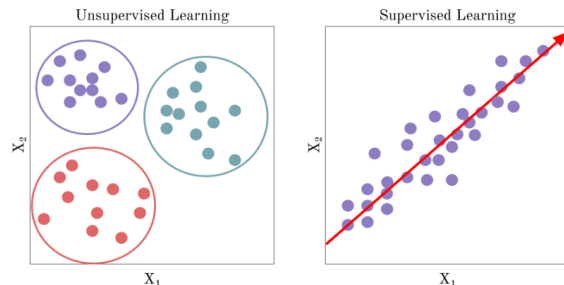 Unsupervised Learning
X₂
X₁
Supervised Learning
X₂
X₁